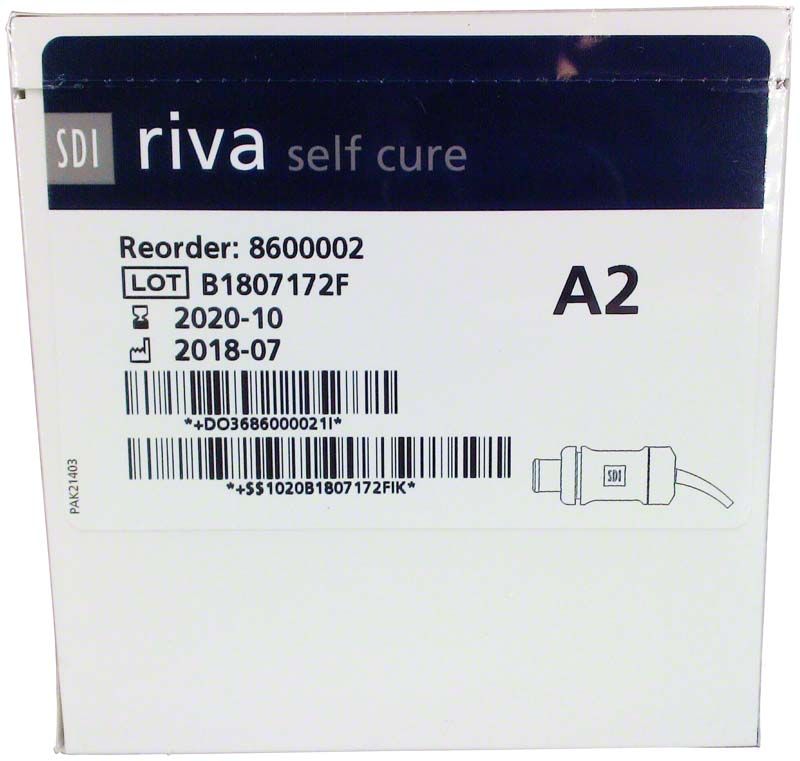 SDI riva self cure
Reorder: 8600002
LOT B1807172F
A2
2020-10
2018-07
*+DO3686000021I*
*+$$1020B1807172FIK*
SDI
PAK21403